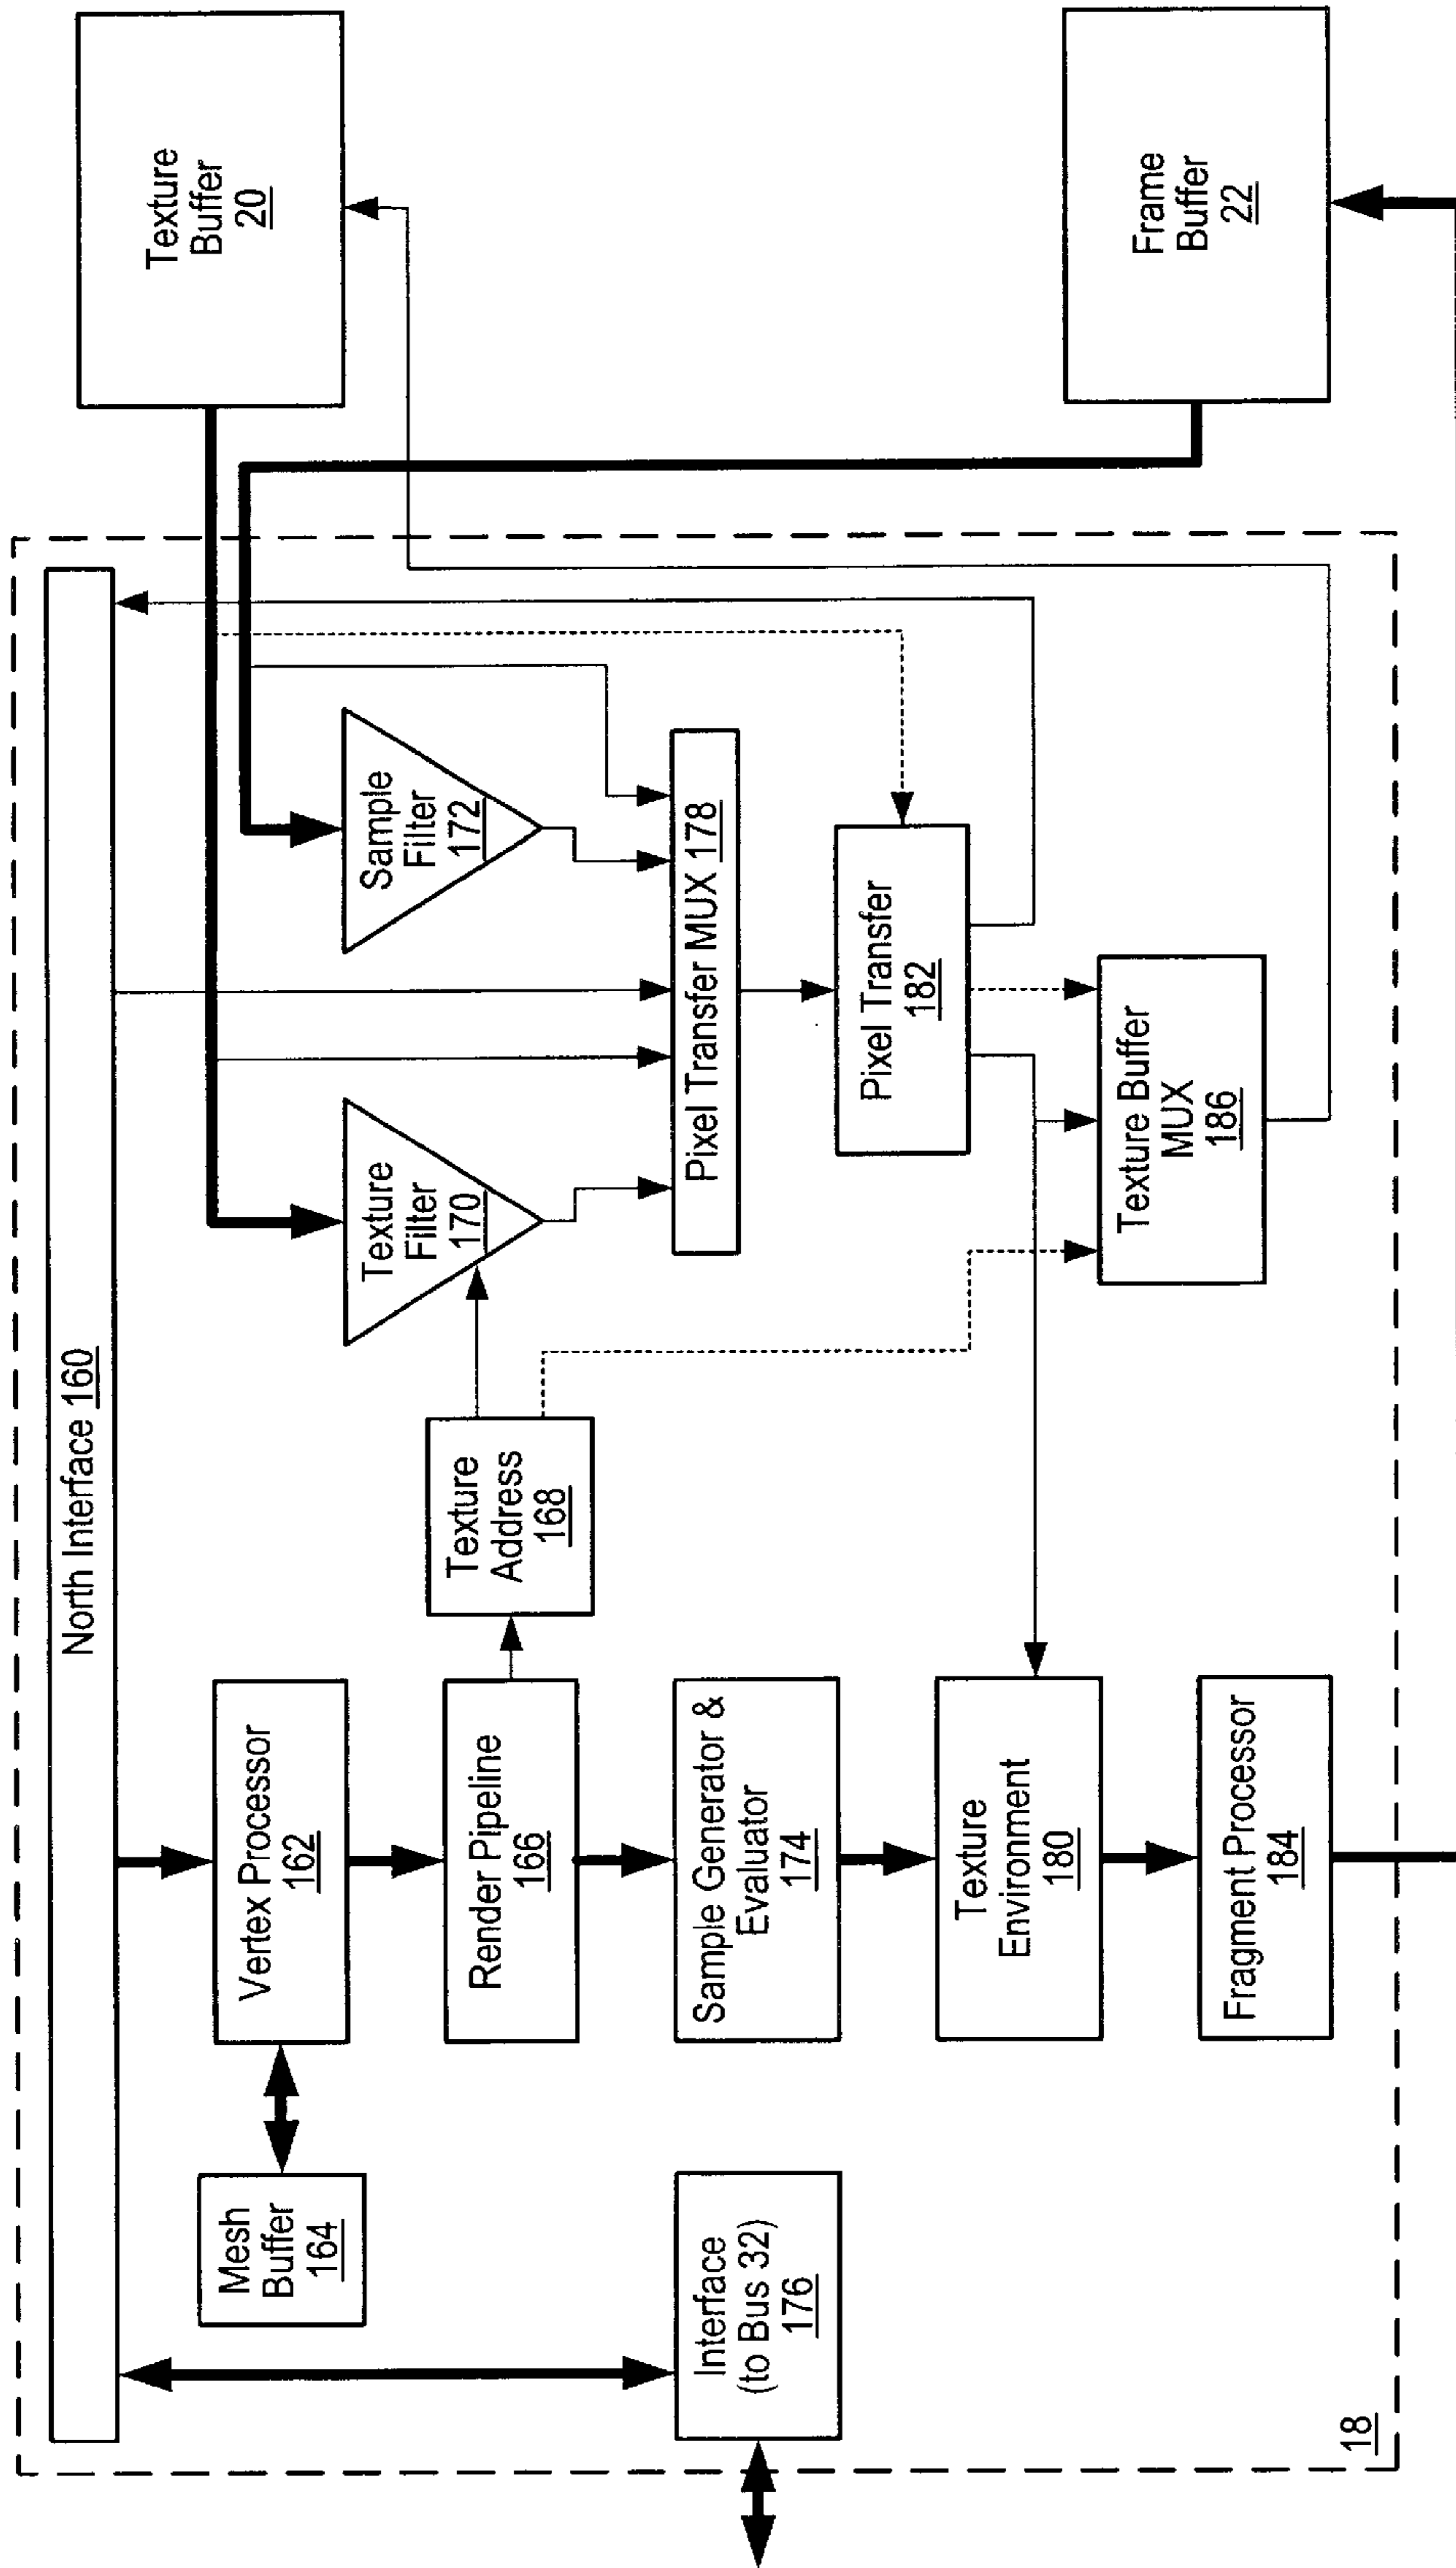 North Interface 160
Mesh
Buffer
164
Vertex Processor
162
Texture
Buffer
20
Render Pipeline
166
Texture
Address
168
Texture
Filter
170
Sample
Filter
172
Interface
(to Bus 32)
176
Sample Generator &
Evaluator
174
Pixel Transfer MUX 178
Texture
Environment
180
Pixel Transfer
182
Frame
Buffer
22
Fragment Processor
184
Texture Buffer
MUX
186
18